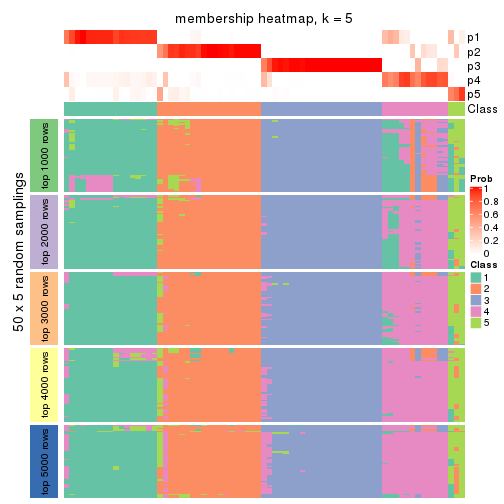 membership heatmap, k = 5
p1
p2
p3
p4
p5
Class
50 x 5 random samplings
top 1000 rows
top 2000 rows
top 3000 rows
top 4000 rows
top 5000 rows
Prob
1
0.8
0.6
0.4
0.2
0
Class
1
2
3
4
5